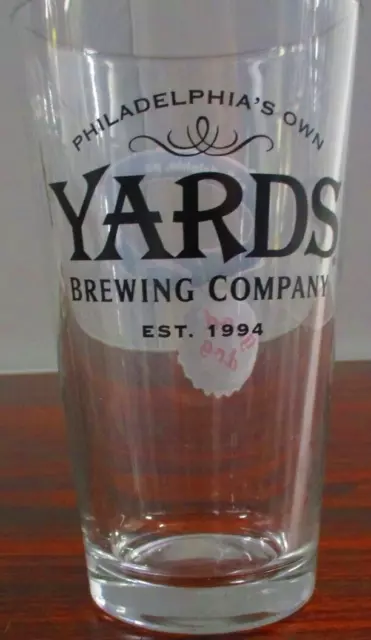 PHILADELPHIA'S OWN
YARDS
BREWING COMPANY
EST. 1994